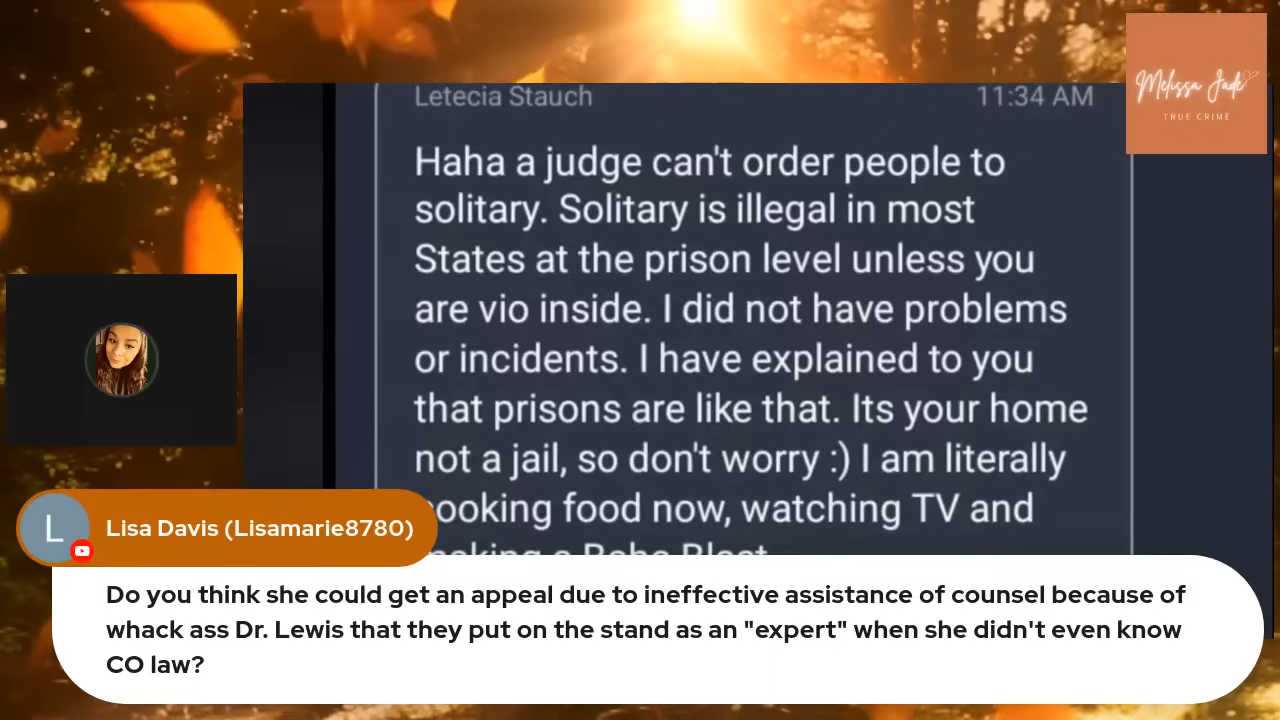 Letecia Stauch 11:34 AM
Haha a judge can't order people to
solitary. Solitary is illegal in most
States at the prison level unless you
are vio inside. I did not have problems
or incidents. I have explained to you
that prisons are like that. Its your home
not a jail, so don't worry :) I am literally
food now, watching TV and
a
Melissa Jade
TRUE CRIME
L
Lisa Davis (Lisamarie8780)
Do you think she could get an appeal due to ineffective assistance of counsel because of
whack ass Dr. Lewis that they put on the stand as an "expert" when she didn't even know
CO law?